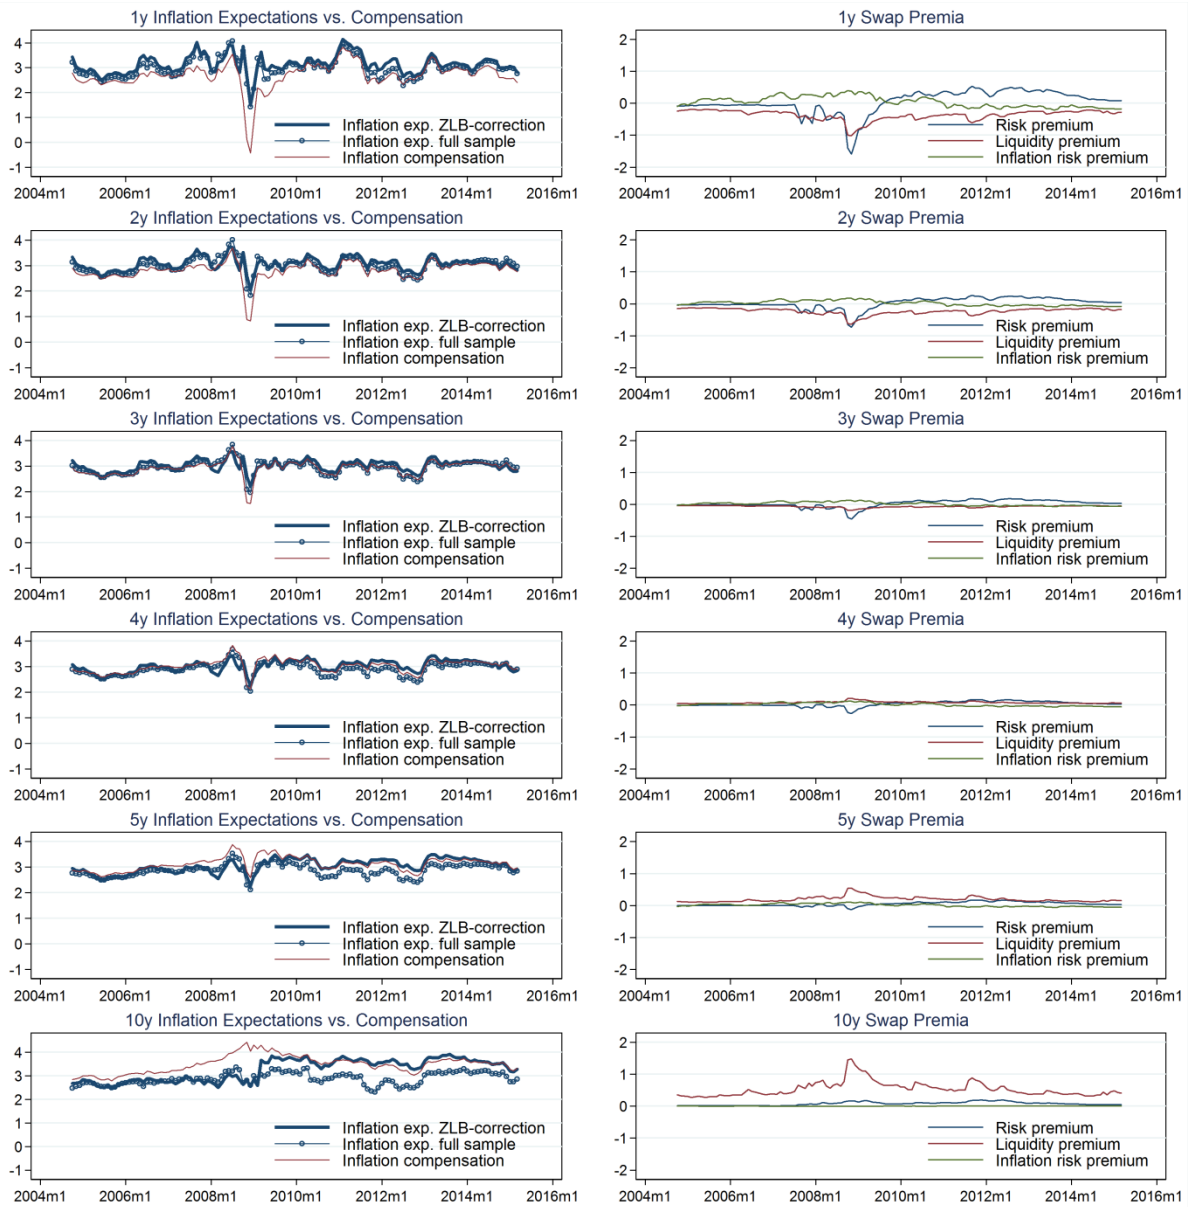 1y Inflation Expectations vs. Compensation
4
3
2
1
0
-1
Inflation exp. ZLB-correction
Inflation exp. full sample
Inflation compensation
2004m1 2006m1 2008m1 2010m1 2012m1 2014m1 2016m1
1y Swap Premia
2
1
0
-1
-2
Risk premium
Liquidity premium
Inflation risk premium
2004m1 2006m1 2008m1 2010m1 2012m1 2014m1 2016m1
2y Inflation Expectations vs. Compensation
4
3
2
1
0
-1
Inflation exp. ZLB-correction
Inflation exp. full sample
Inflation compensation
2004m1 2006m1 2008m1 2010m1 2012m1 2014m1 2016m1
2y Swap Premia
2
1
0
-1
-2
Risk premium
Liquidity premium
Inflation risk premium
2004m1 2006m1 2008m1 2010m1 2012m1 2014m1 2016m1
3y Inflation Expectations vs. Compensation
4
3
2
1
0
-1
Inflation exp. ZLB-correction
Inflation exp. full sample
Inflation compensation
2004m1 2006m1 2008m1 2010m1 2012m1 2014m1 2016m1
3y Swap Premia
2
1
0
-1
-2
Risk premium
Liquidity premium
Inflation risk premium
2004m1 2006m1 2008m1 2010m1 2012m1 2014m1 2016m1
4y Inflation Expectations vs. Compensation
4
3
2
1
0
-1
Inflation exp. ZLB-correction
Inflation exp. full sample
Inflation compensation
2004m1 2006m1 2008m1 2010m1 2012m1 2014m1 2016m1
4y Swap Premia
2
1
0
-1
-2
Risk premium
Liquidity premium
Inflation risk premium
2004m1 2006m1 2008m1 2010m1 2012m1 2014m1 2016m1
5y Inflation Expectations vs. Compensation
4
3
2
1
0
-1
Inflation exp. ZLB-correction
Inflation exp. full sample
Inflation compensation
2004m1 2006m1 2008m1 2010m1 2012m1 2014m1 2016m1
5y Swap Premia
2
1
0
-1
-2
Risk premium
Liquidity premium
Inflation risk premium
2004m1 2006m1 2008m1 2010m1 2012m1 2014m1 2016m1
10y Inflation Expectations vs. Compensation
4
3
2
1
0
-1
Inflation exp. ZLB-correction
Inflation exp. full sample
Inflation compensation
2004m1 2006m1 2008m1 2010m1 2012m1 2014m1 2016m1
10y Swap Premia
2
1
0
-1
-2
Risk premium
Liquidity premium
Inflation risk premium
2004m1 2006m1 2008m1 2010m1 2012m1 2014m1 2016m1